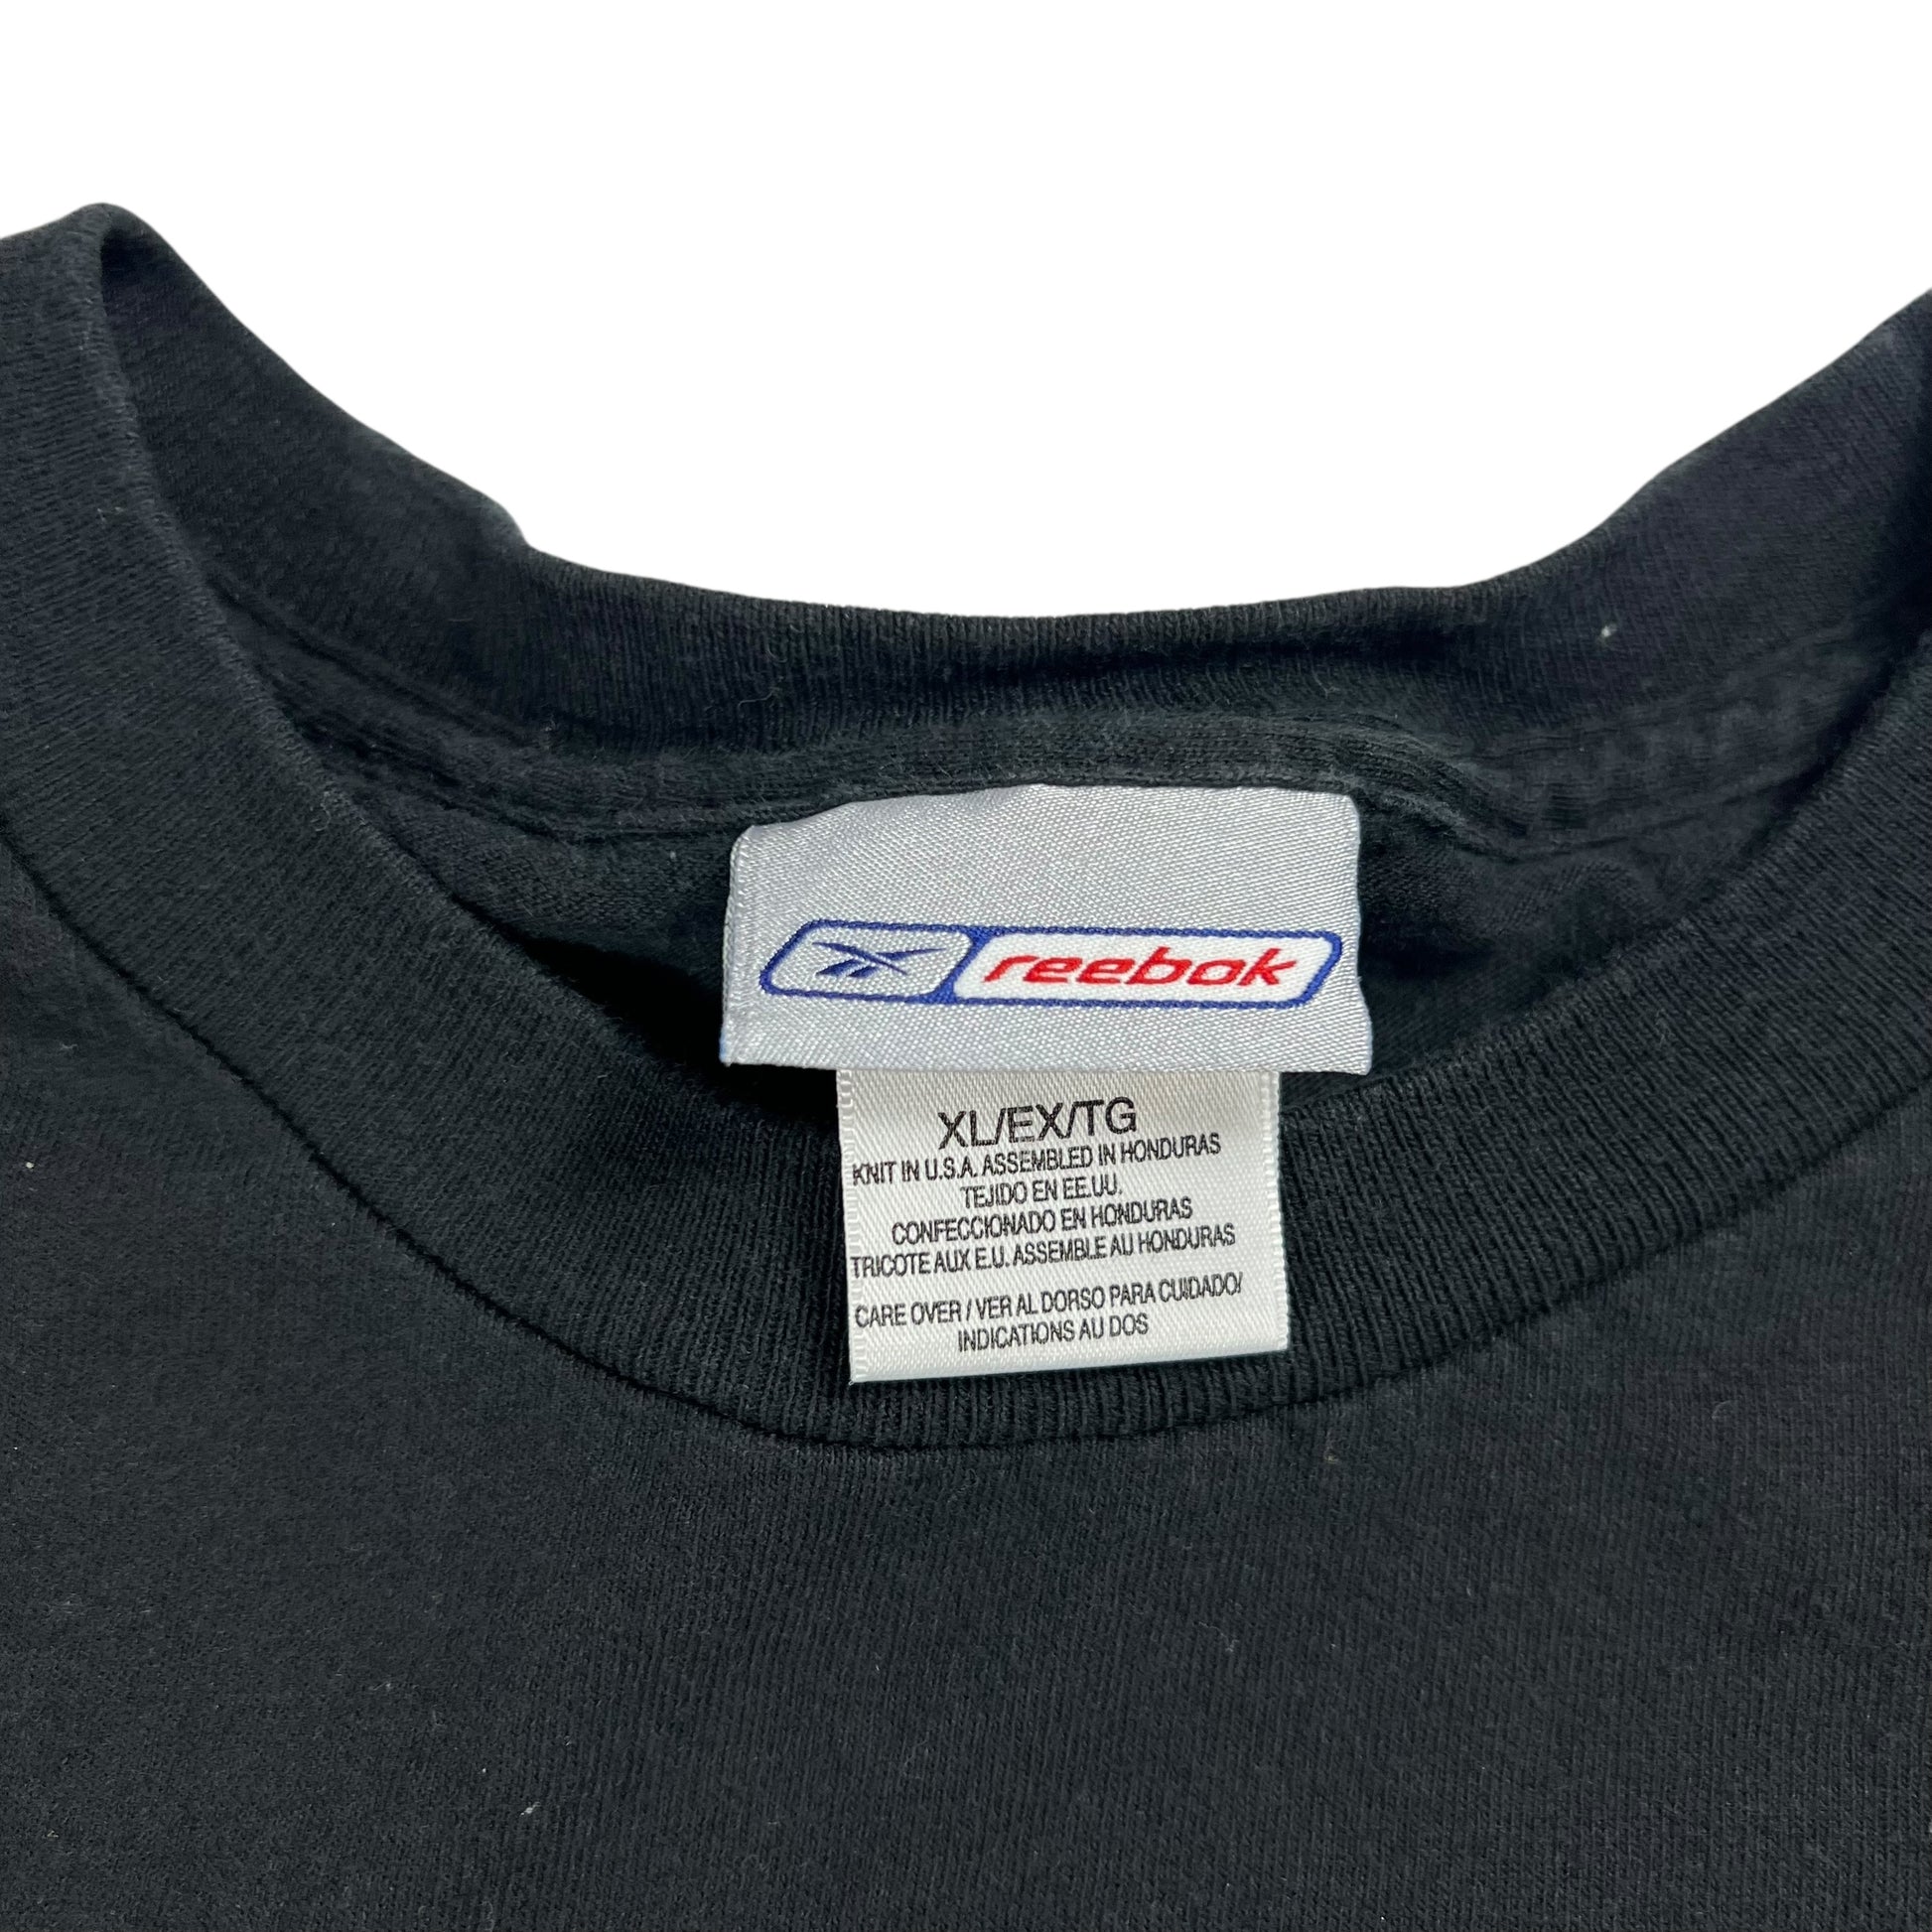 reebok
XL/EX/TG
KNIT IN U.S.A. ASSEMBLED IN HONDURAS
TEJIDO EN EE.UU.
CONFECCIONADO EN HONDURAS
TRICOTE AUX E.U. ASSEMBLE AU HONDURAS
CARE OVER / VER AL DORSO PARA CUIDADO/
INDICATIONS AU DOS